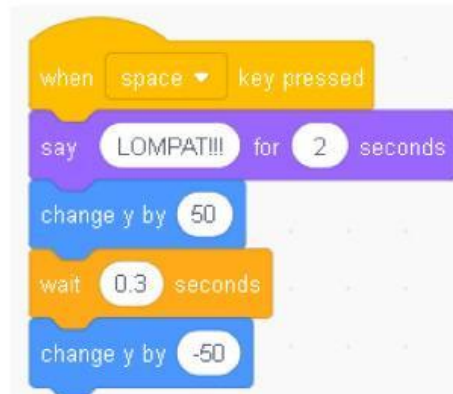 when space key pressed
say LOMPAT!!! for 2 seconds
change y by 50
wait 0.3 seconds
change y by -50